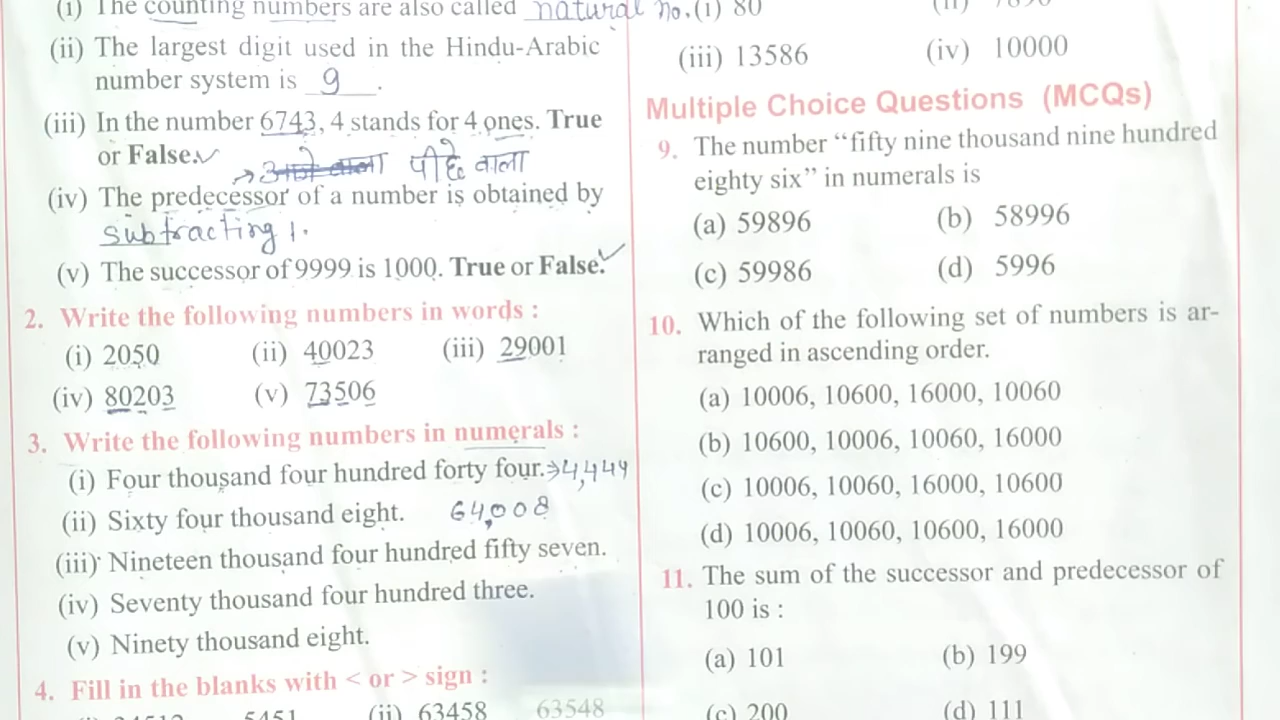 (i) The counting numbers are also called natural no.
(ii) The largest digit used in the Hindu-Arabic
number system is 9.
(iii) In the number 6743, 4 stands for 4 ones. True
or False.
पीछे वाला
(iv) The predecessor of a number is obtained by
subtracting 1.
(v) The successor of 9999 is 1000. True or False.
2. Write the following numbers in words :
(i) 2050 (ii) 40023 (iii) 29001
(iv) 80203 (v) 73506
3. Write the following numbers in numerals :
(i) Four thousand four hundred forty four. → 4,444
(ii) Sixty four thousand eight. 64,008
(iii) Nineteen thousand four hundred fifty seven.
(iv) Seventy thousand four hundred three.
(v) Ninety thousand eight.
4. Fill in the blanks with < or > sign :
5451 (ii) 63458 63548
(i) 80 (ii)
(iii) 13586 (iv) 10000
Multiple Choice Questions (MCQs)
9. The number “fifty nine thousand nine hundred
eighty six” in numerals is
(a) 59896 (b) 58996
(c) 59986 (d) 5996
10. Which of the following set of numbers is ar-
ranged in ascending order.
(a) 10006, 10600, 16000, 10060
(b) 10600, 10006, 10060, 16000
(c) 10006, 10060, 16000, 10600
(d) 10006, 10060, 10600, 16000
11. The sum of the successor and predecessor of
100 is :
(a) 101 (b) 199
(c) 200 (d) 111